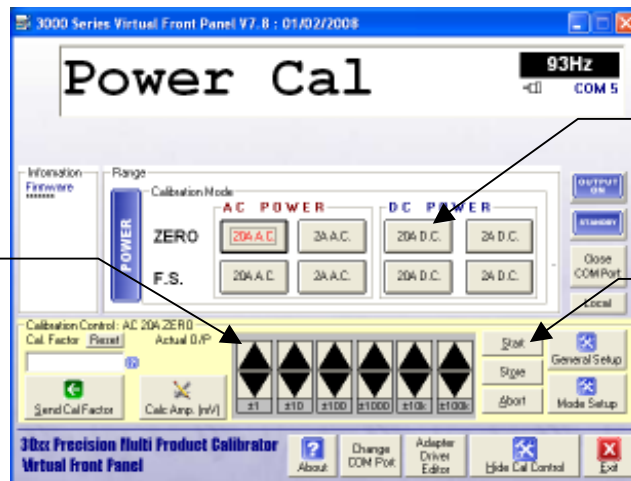 3000 Series Virtual Front Panel V7.8 : 01/02/2008
Power Cal
93Hz
COM 5
Information
Firmware
Range
POWER
Calibration Mode
AC POWER
DC POWER
ZERO
20A A.C.
2A A.C.
20A D.C.
2A D.C.
F.S.
20A A.C.
2A A.C.
20A D.C.
2A D.C.
OUTPUT ON
STANDBY
Close COM Port
Local
Calibration Control: AC 20A ZERO
Cal. Factor
Reset
Actual O/P
Send Cal Factor
Calc Amp. (mV)
±1
±10
±100
±1000
±10k
±100k
Start
Store
Abort
General Setup
Mode Setup
30xx Precision Multi Product Calibrator
Virtual Front Panel
About
Change COM Port
Adapter Driver Editor
Hide Cal Control
Exit